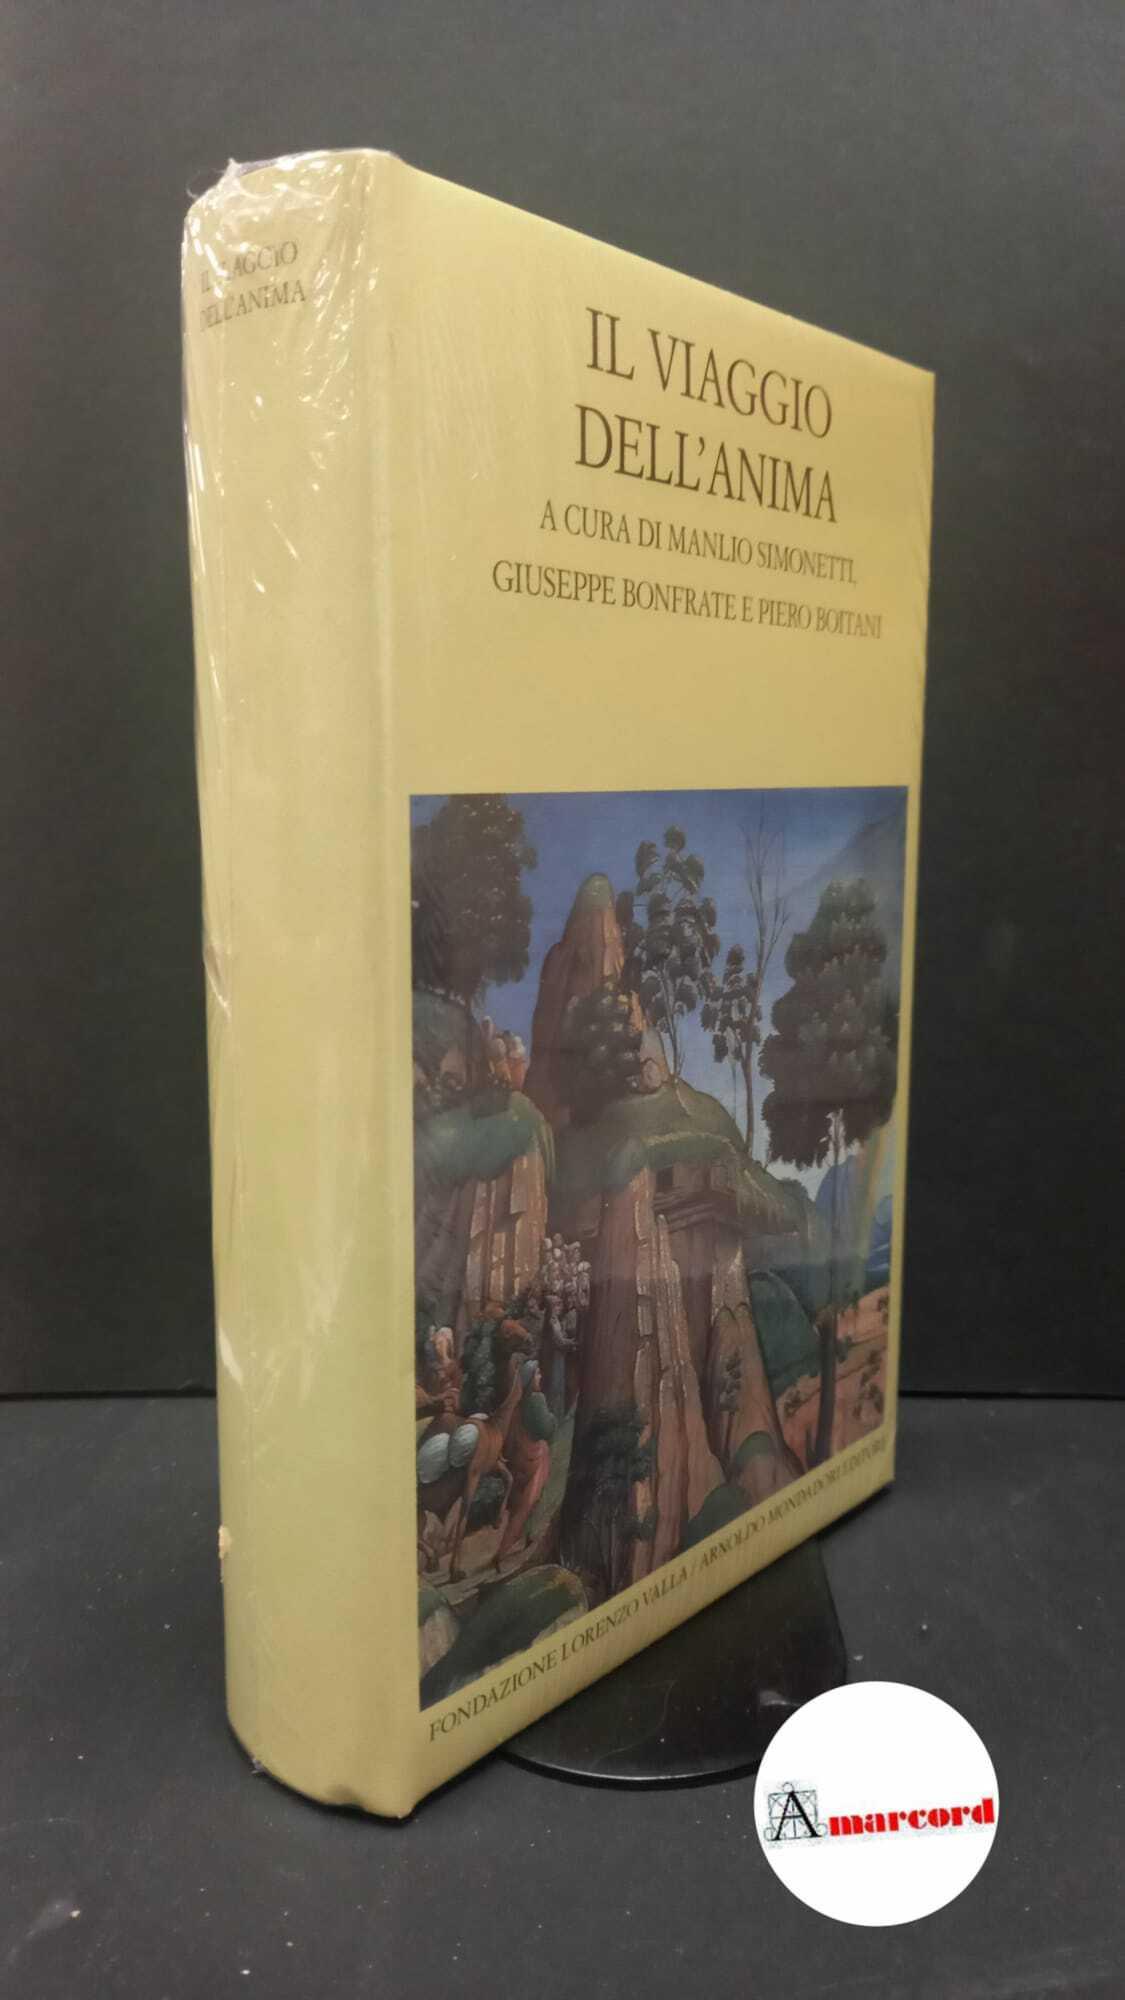 IL VIAGGIO
DELL'ANIMA
IL VIAGGIO
DELL'ANIMA
A CURA DI MANLIO SIMONETTI,
GIUSEPPE BONFRATE E PIERO BOITANI
FONDAZIONE LORENZO VALLA / ARNOLDO MONDADORI EDITORE
Amarcord